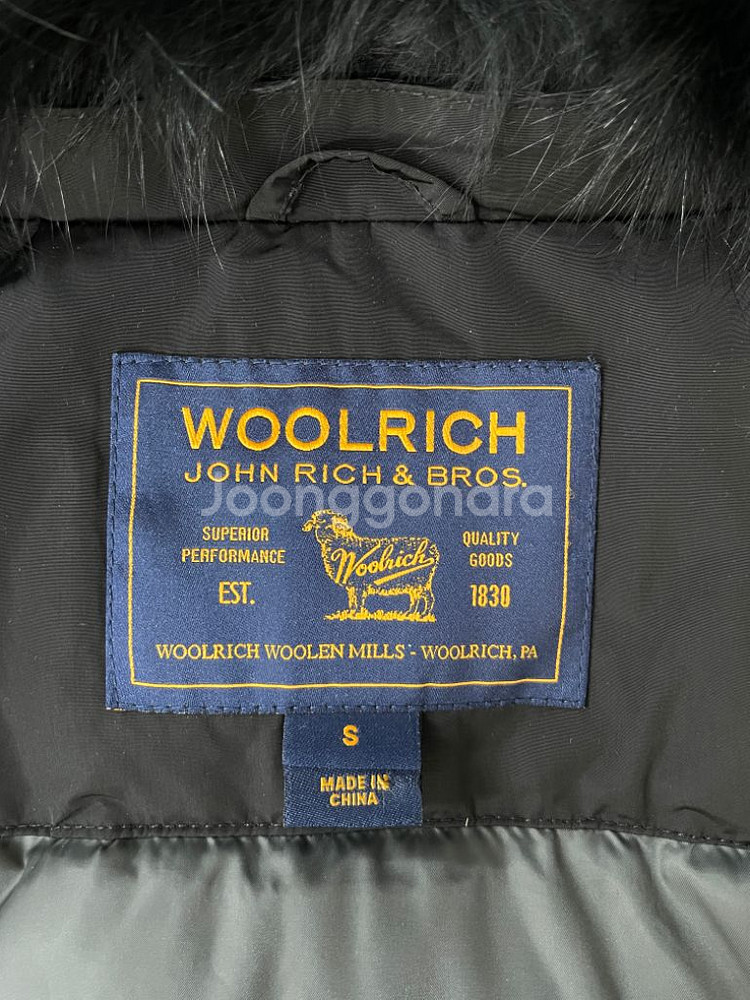 WOOLRICH
JOHN RICH & BROS.
Joonggonara
SUPERIOR
PERFORMANCE
EST.
Woolrich
QUALITY
GOODS
1830
WOOLRICH WOOLEN MILLS - WOOLRICH, PA
S
MADE IN
CHINA